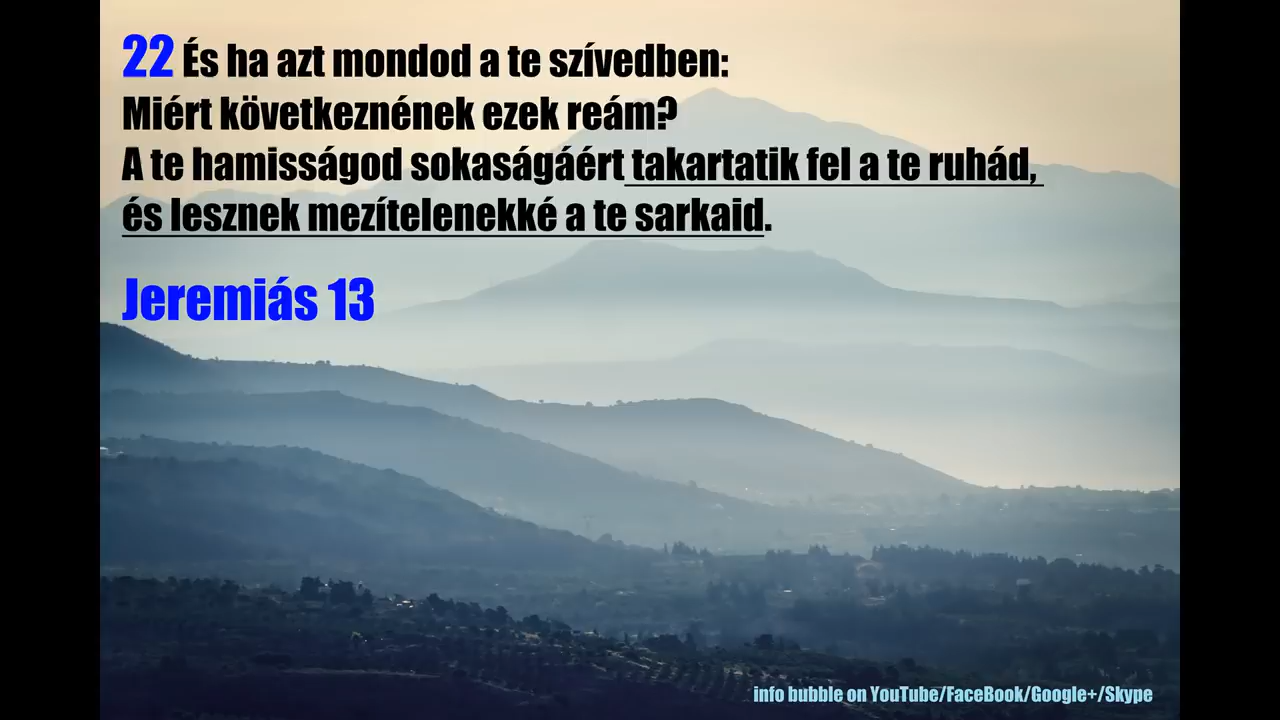 22 És ha azt mondod a te szívedben:
Miért következnének ezek reám?
A te hamisságod sokaságáért takartatik fel a te ruhád,
és lesznek mezítelenekké a te sarkaid.
Jeremiás 13
info bubble on YouTube/FaceBook/Google+/Skype